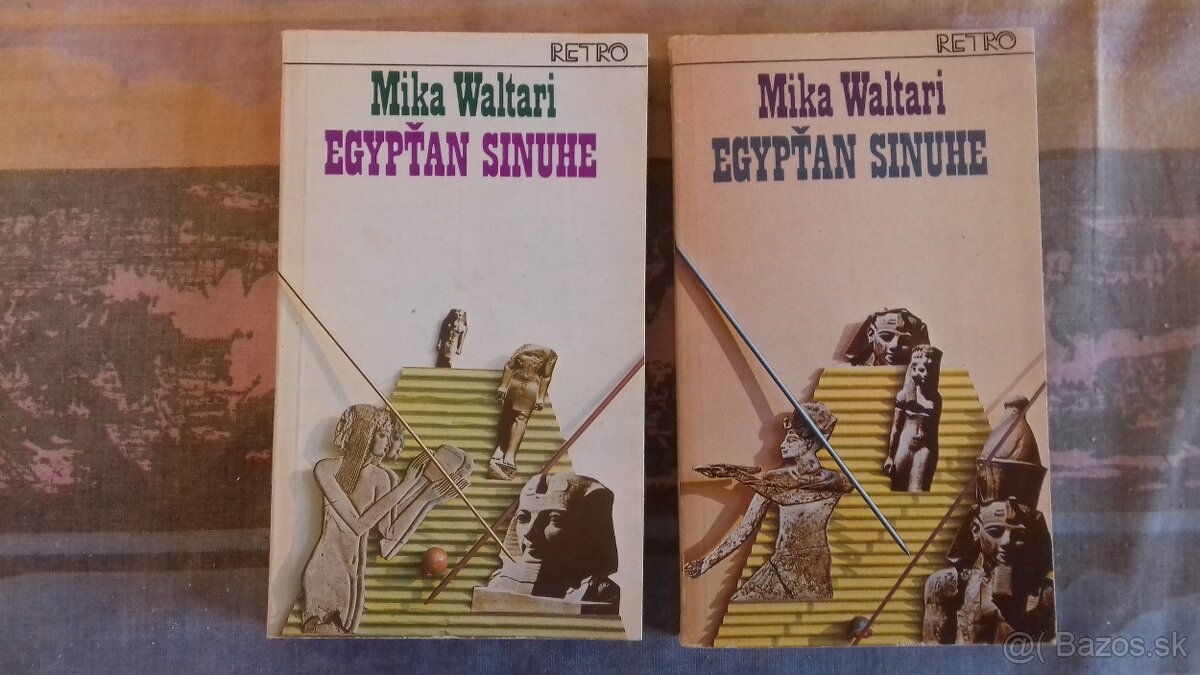 RETRO
Mika Waltari
EGYPŤAN SINUHE
RETRO
Mika Waltari
EGYPŤAN SINUHE
@( Bazos.sk